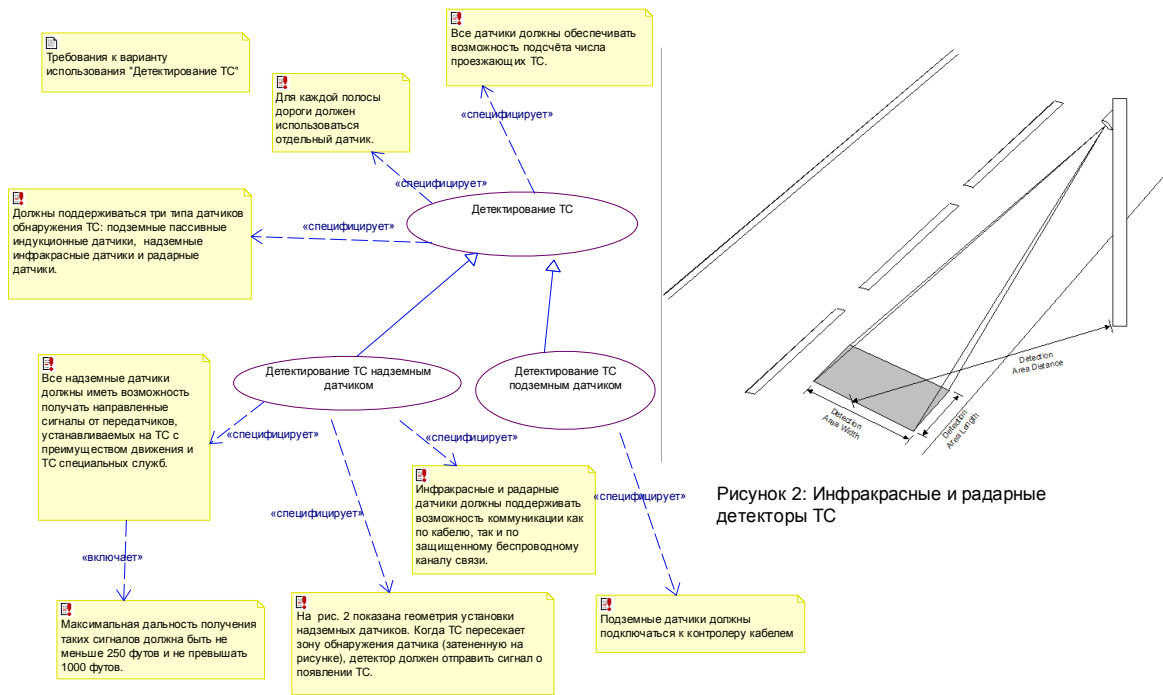 Требования к варианту
использования "Детектирование ТС"
Все датчики должны обеспечивать
возможность подсчёта числа
проезжающих ТС.
Для каждой полосы
дороги должен
использоваться
отдельный датчик.
«специфицирует»
«специфицирует»
Должны поддерживаться три типа датчиков
обнаружения ТС: подземные пассивные
индукционные датчики, надземные
инфракрасные датчики и радарные
датчики.
«специфицирует»
Детектирование ТС
Детектирование ТС надземным
датчиком
Детектирование ТС
подземным датчиком
Все надземные датчики
должны иметь возможность
получать направленные
сигналы от передатчиков,
устанавливаемых на ТС с
преимуществом движения и
ТС специальных служб.
«специфицирует»
«специфицирует»
«специфицирует»
«специфицирует»
Инфракрасные и радарные
датчики должны поддерживать
возможность коммуникации как
по кабелю, так и по
защищенному беспроводному
каналу связи.
«включает»
Максимальная дальность получения
таких сигналов должна быть не
меньше 250 футов и не превышать
1000 футов.
На рис. 2 показана геометрия установки
надземных датчиков. Когда ТС пересекает
зону обнаружения датчика (затененную на
рисунке), детектор должен отправить сигнал о
появлении ТС.
Подземные датчики должны
подключаться к контролеру кабелем
Detection
Area Distance
Detection
Area Width
Detection
Area Length
Рисунок 2: Инфракрасные и радарные
детекторы ТС